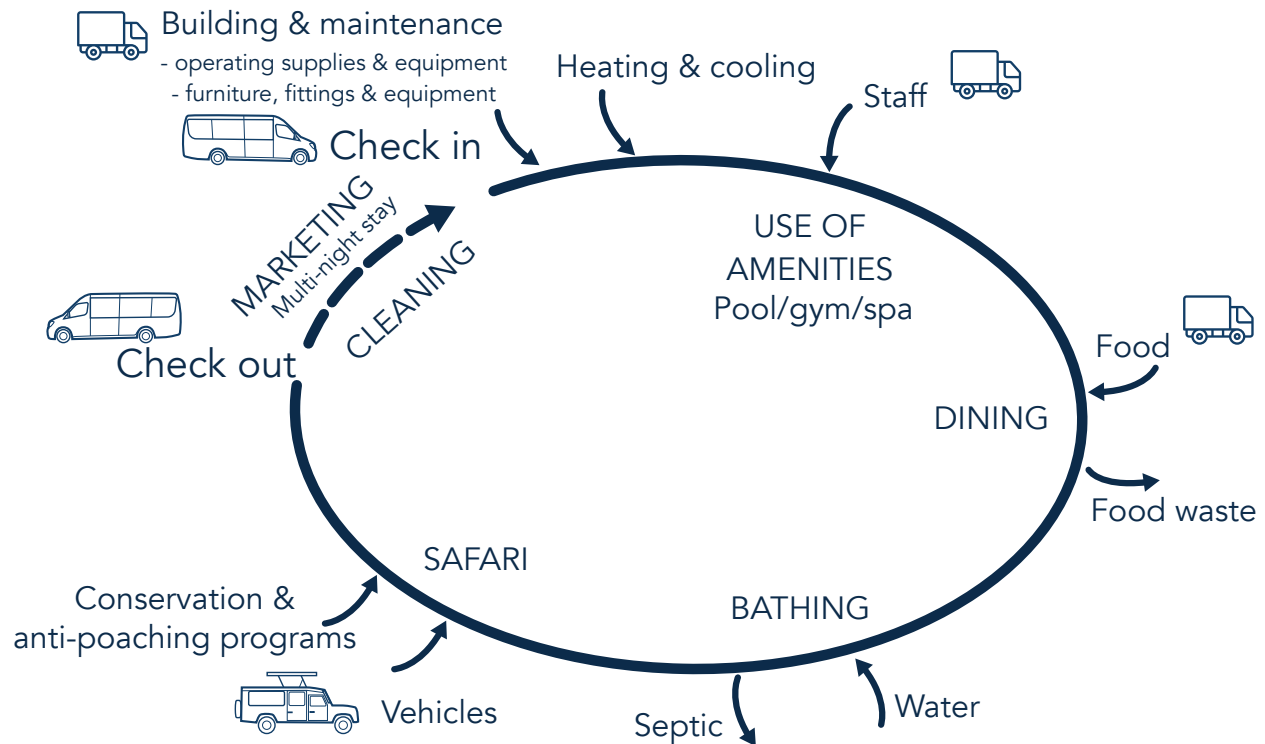 Building & maintenance
- operating supplies & equipment
- furniture, fittings & equipment
Heating & cooling
Staff
Check in
MARKETING
Multi-night stay
CLEANING
Check out
USE OF
AMENITIES
Pool/gym/spa
Food
DINING
Food waste
SAFARI
BATHING
Conservation &
anti-poaching programs
Vehicles
Septic
Water